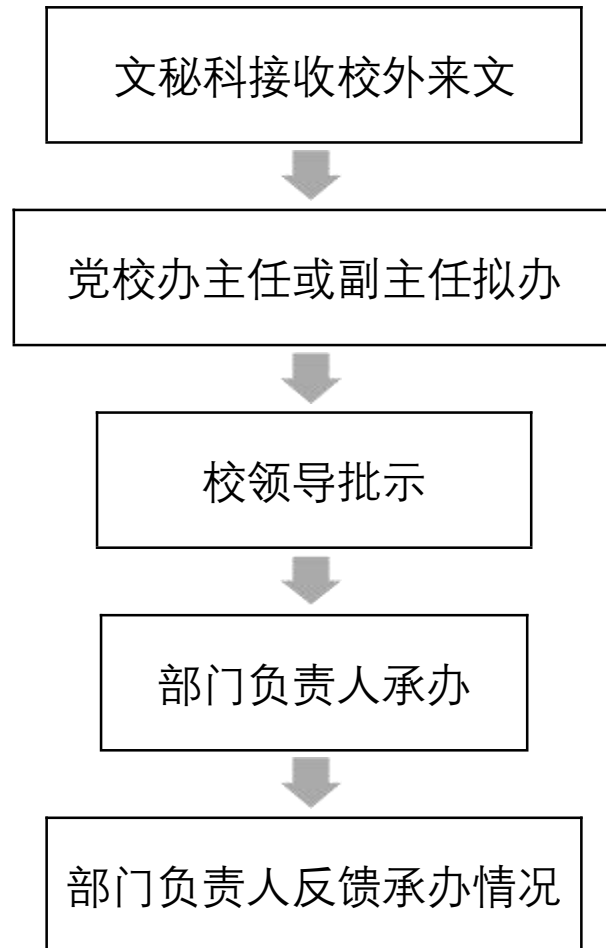 文秘科接收校外来文
党校办主任或副主任拟办
校领导批示
部门负责人承办
部门负责人反馈承办情况